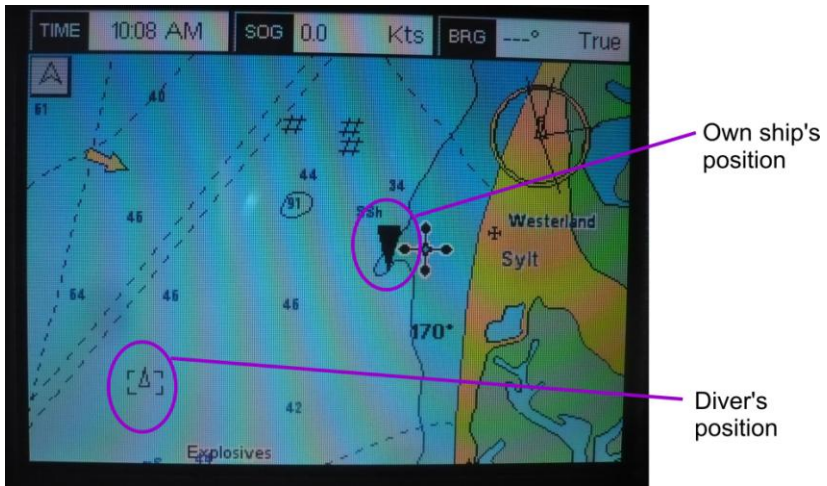 TIME 10:08 AM SOG 0.0 Kts BRG ---° True
61
40
44
34
91
Ssh
46
Westerland
Sylt
64
46
46
170°
42
Explosives
Own ship's
position
Diver's
position